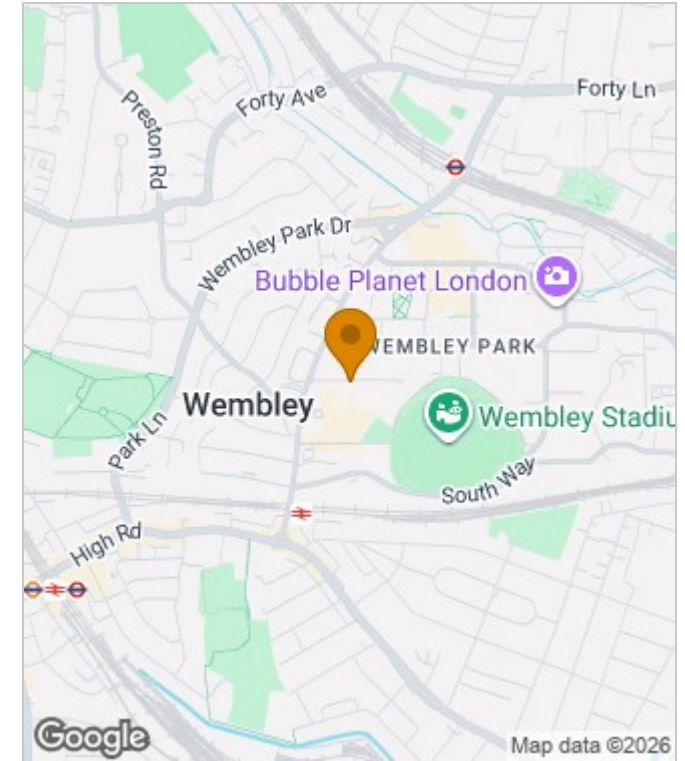 Forty Ln
Forty Ave
Preston Rd
Wembley Park Dr
Bubble Planet London
WEMBLEY PARK
Wembley
Wembley Stadiu
Park Ln
South Way
High Rd
Google
Map data ©2026